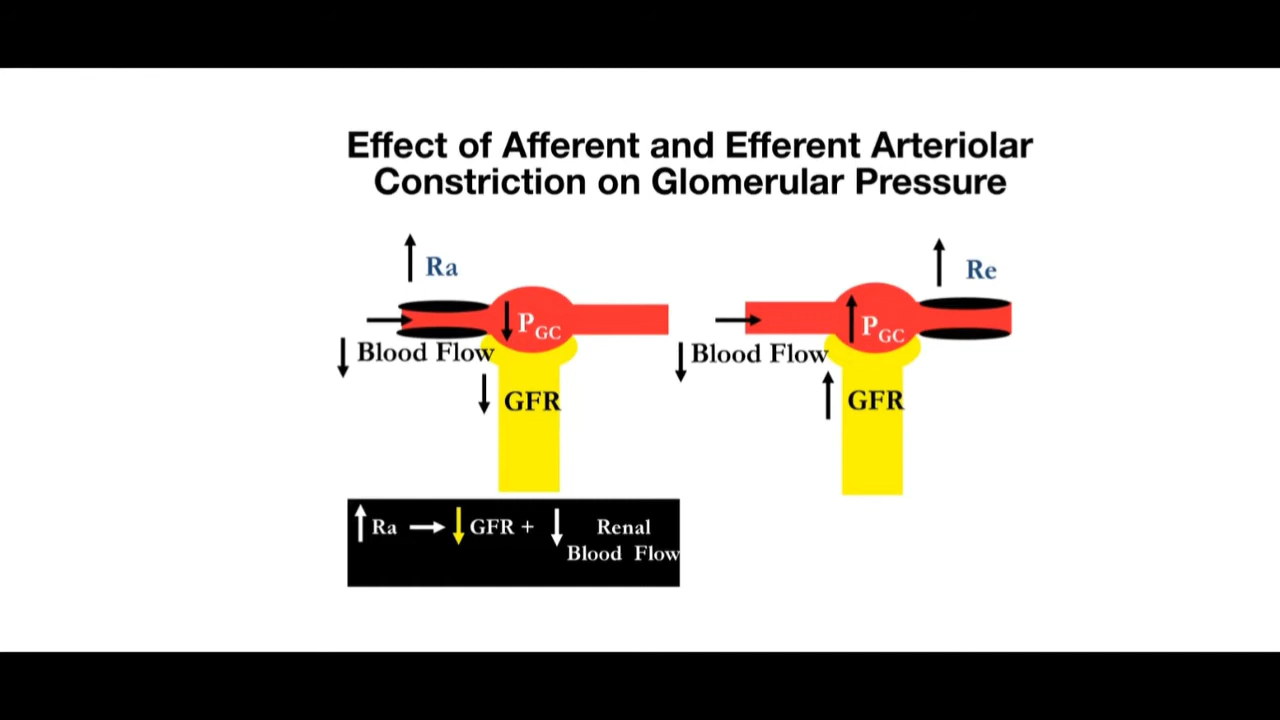 Effect of Afferent and Efferent Arteriolar
Constriction on Glomerular Pressure
↑ Ra
→ ↓ PGC
↓ Blood Flow
↓ GFR
↑ Re
→ ↑ PGC
↓ Blood Flow
↑ GFR
↑ Ra → ↓ GFR + ↓ Renal
Blood Flow